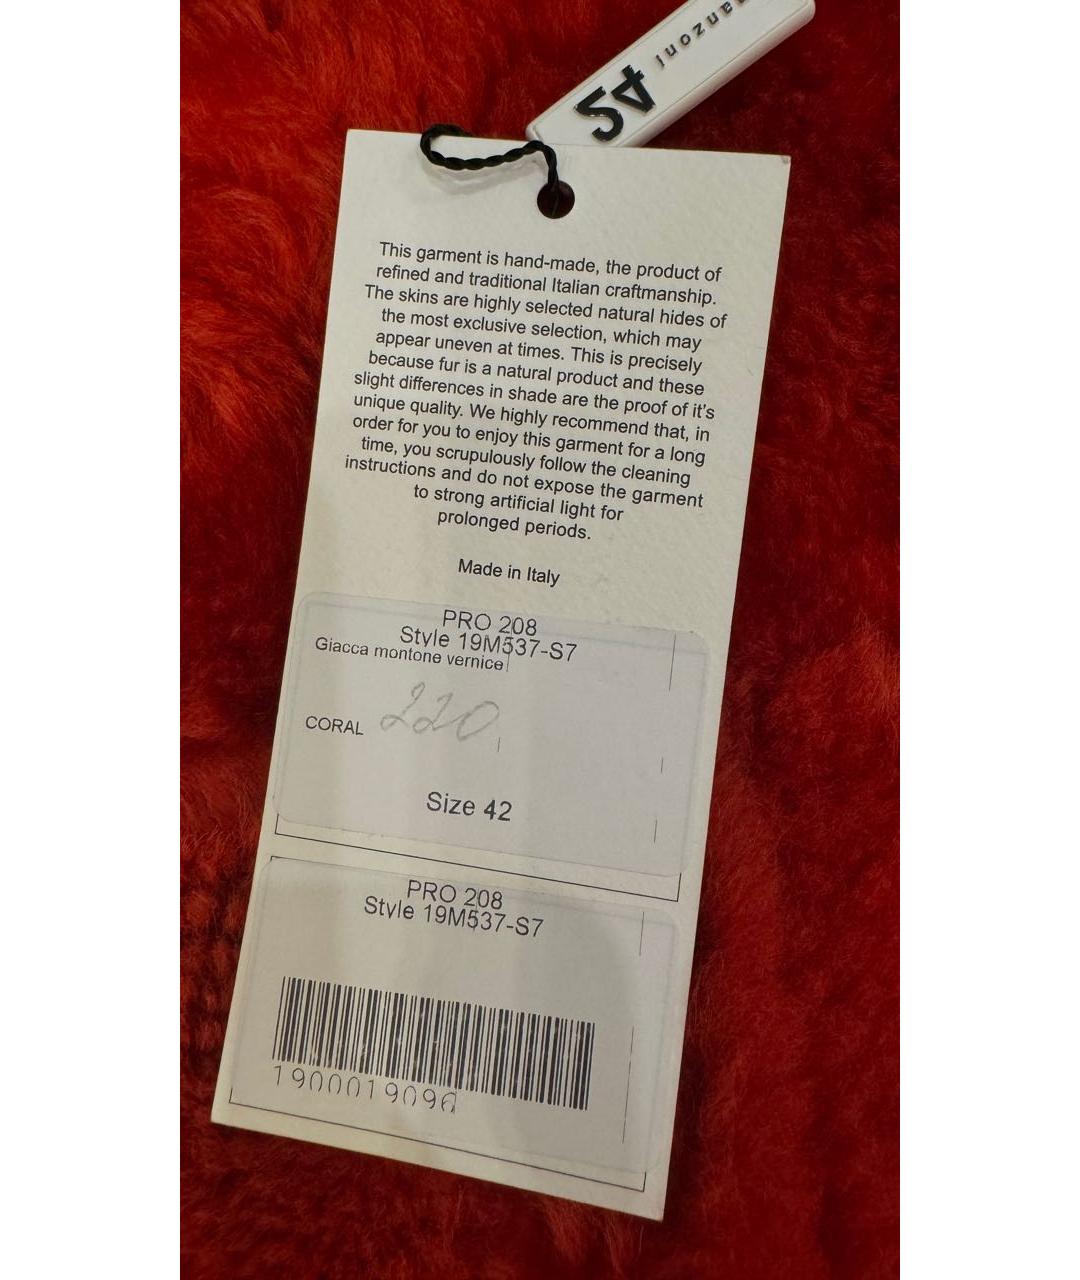 This garment is hand-made, the product of
refined and traditional Italian craftmanship.
The skins are highly selected natural hides of
the most exclusive selection, which may
appear uneven at times. This is precisely
because fur is a natural product and these
slight differences in shade are the proof of it's
unique quality. We highly recommend that, in
order for you to enjoy this garment for a long
time, you scrupulously follow the cleaning
instructions and do not expose the garment
to strong artificial light for
prolonged periods.
Made in Italy
PRO 208
Style 19M537-S7
Giacca montone vernice
CORAL 220
Size 42
PRO 208
Style 19M537-S7
1900019096